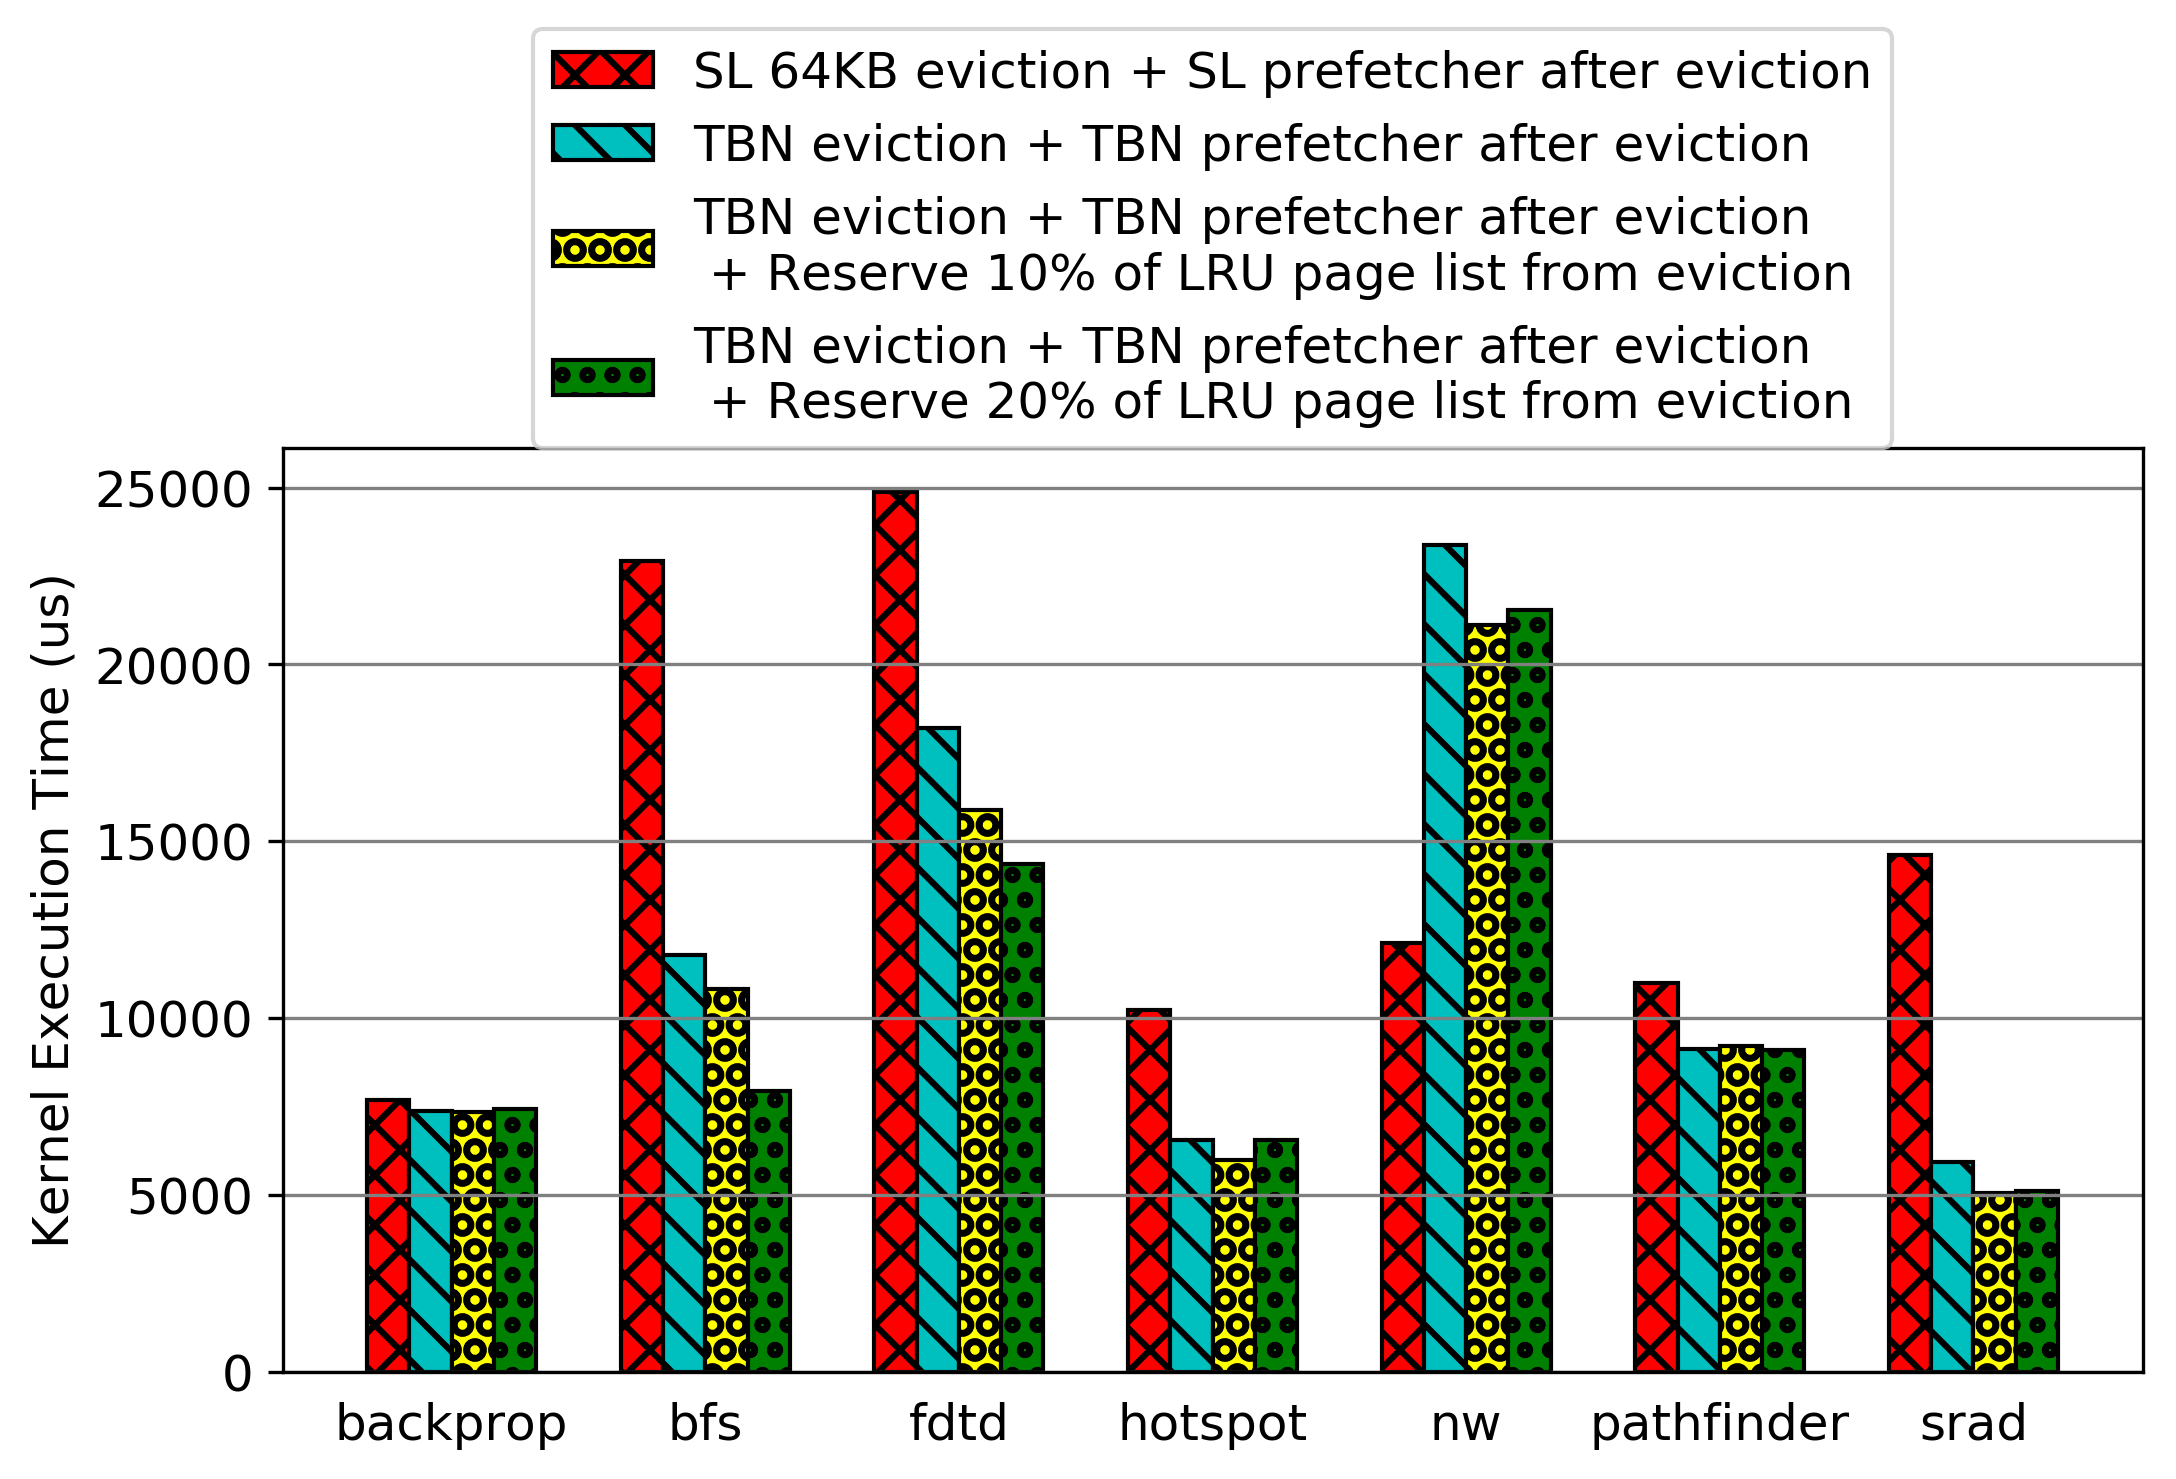 SL 64KB eviction + SL prefetcher after eviction
TBN eviction + TBN prefetcher after eviction
TBN eviction + TBN prefetcher after eviction
+ Reserve 10% of LRU page list from eviction
TBN eviction + TBN prefetcher after eviction
+ Reserve 20% of LRU page list from eviction
Kernel Execution Time (us)
25000
20000
15000
10000
5000
0
backprop
bfs
fdtd
hotspot
nw
pathfinder
srad